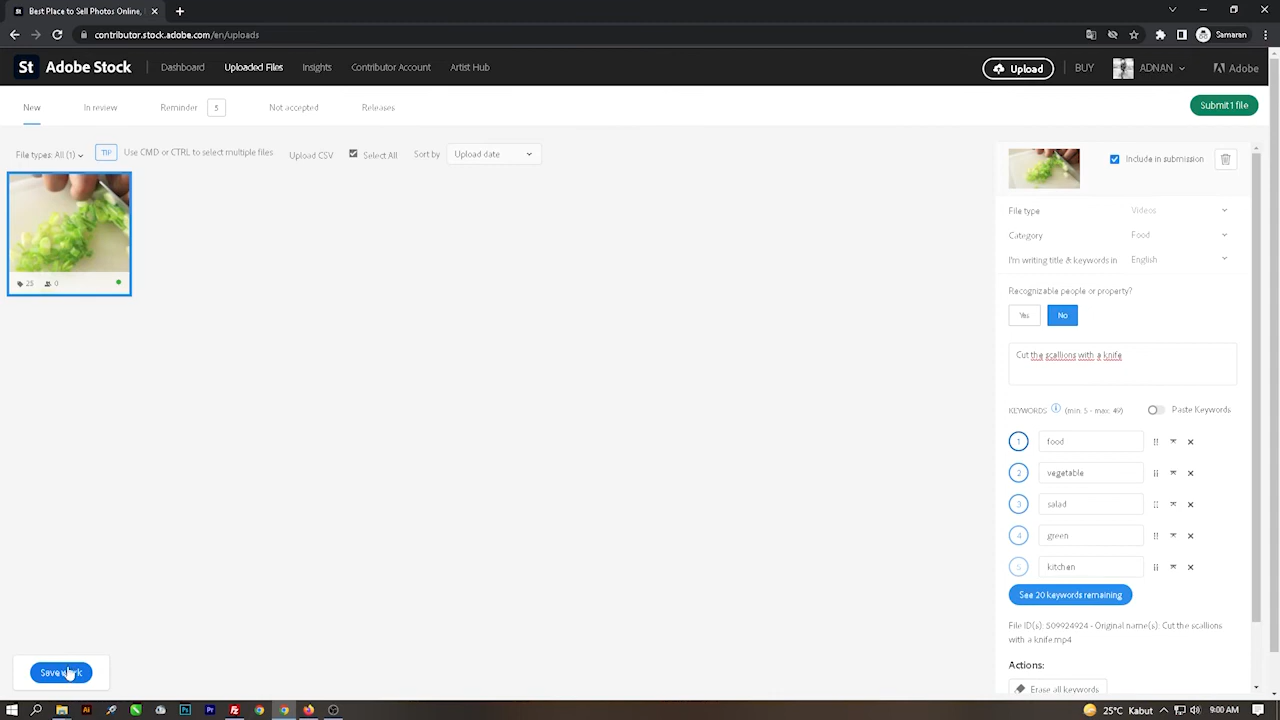 St Best Place to Sell Photos Online,
contributor.stock.adobe.com/en/uploads
Samaran
St Adobe Stock Dashboard Uploaded Files Insights Contributor Account Artist Hub Upload BUY ADNAN Adobe
New In review Reminder 5 Not accepted Releases Submit 1 file
File types: All (1) TIP Use CMD or CTRL to select multiple files Upload CSV Select All Sort by Upload date
Include in submission
File type Videos
Category Food
I'm writing title & keywords in English
25 0
Recognizable people or property?
Yes No
Cut the scallions with a knife
KEYWORDS (min. 5 - max. 49) Paste Keywords
1 food
2 vegetable
3 salad
4 green
5 kitchen
See 20 keywords remaining
File ID(s): 509924924 - Original name(s): Cut the scallions
with a knife.mp4
Actions:
Save work
Erase all keywords
25°C Kabut 9:00 AM